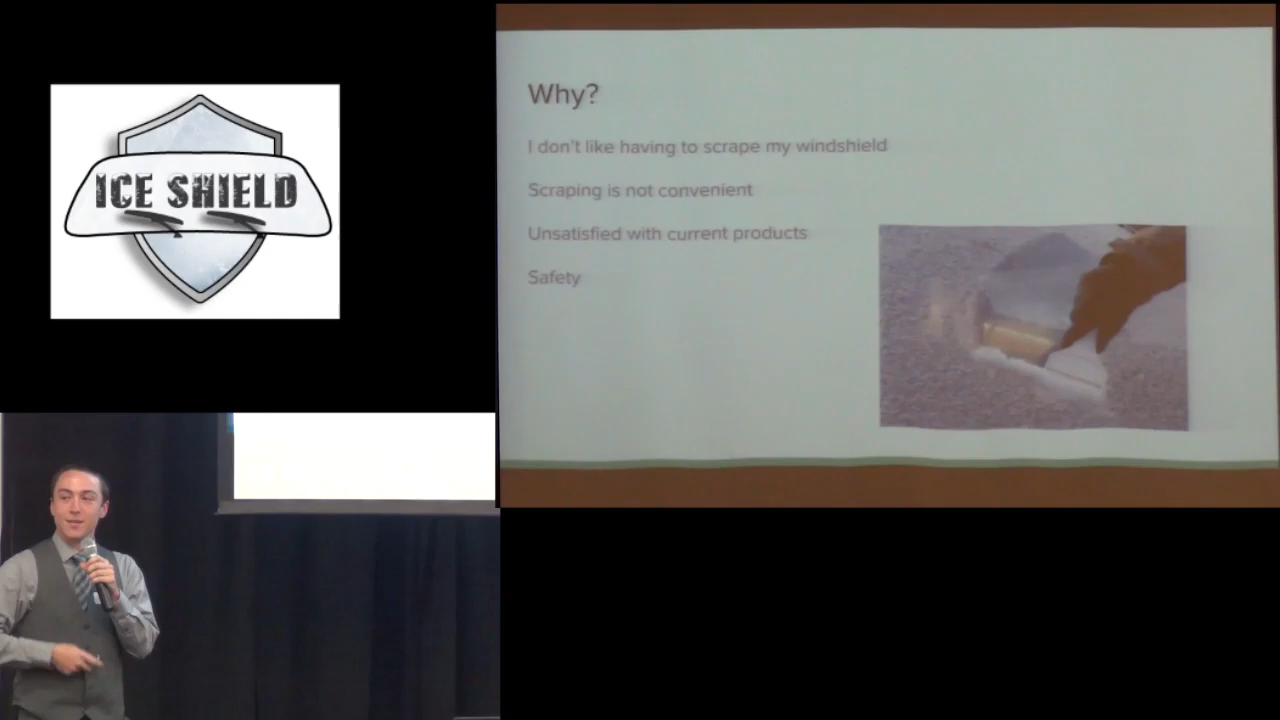 ICE SHIELD
Why?
I don't like having to scrape my windshield
Scraping is not convenient
Unsatisfied with current products
Safety